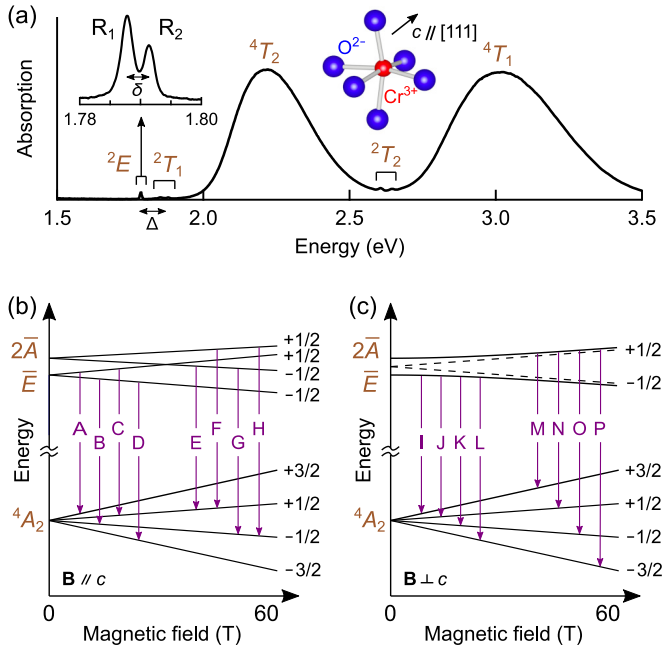 (a)
R₁
R₂
δ
1.78
1.80
⁴T₂
O²⁻
c // [111]
Cr³⁺
⁴T₁
²E
²T₁
²T₂
Δ
Absorption
1.5
2.0
2.5
3.0
3.5
Energy (eV)
(b)
2A̅
E̅
+1/2
+1/2
−1/2
−1/2
A
B
C
D
E
F
G
H
Energy
⁴A₂
+3/2
+1/2
−1/2
−3/2
B // c
0
60
Magnetic field (T)
(c)
2A̅
E̅
+1/2
−1/2
I
J
K
L
M
N
O
P
Energy
⁴A₂
+3/2
+1/2
−1/2
−3/2
B ⊥ c
0
60
Magnetic field (T)